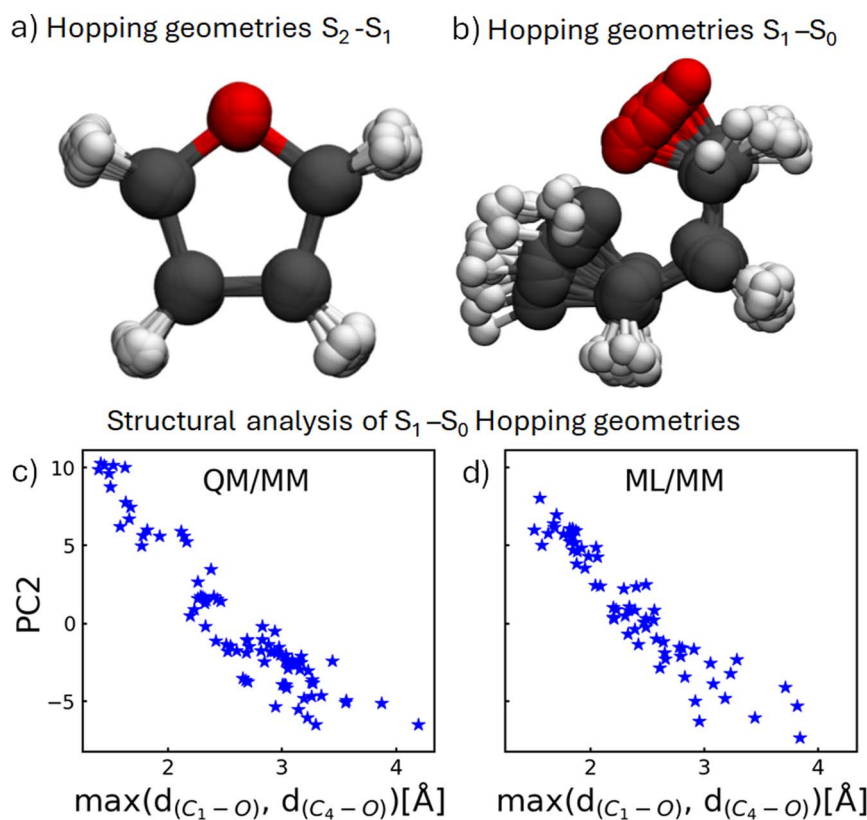 a) Hopping geometries S₂-S₁
b) Hopping geometries S₁–S₀
Structural analysis of S₁–S₀ Hopping geometries
c)
QM/MM
PC2
10
5
0
−5
2
3
4
max(d(C₁−O), d(C₄−O))[Å]
d)
ML/MM
2
3
4
max(d(C₁−O), d(C₄−O))[Å]